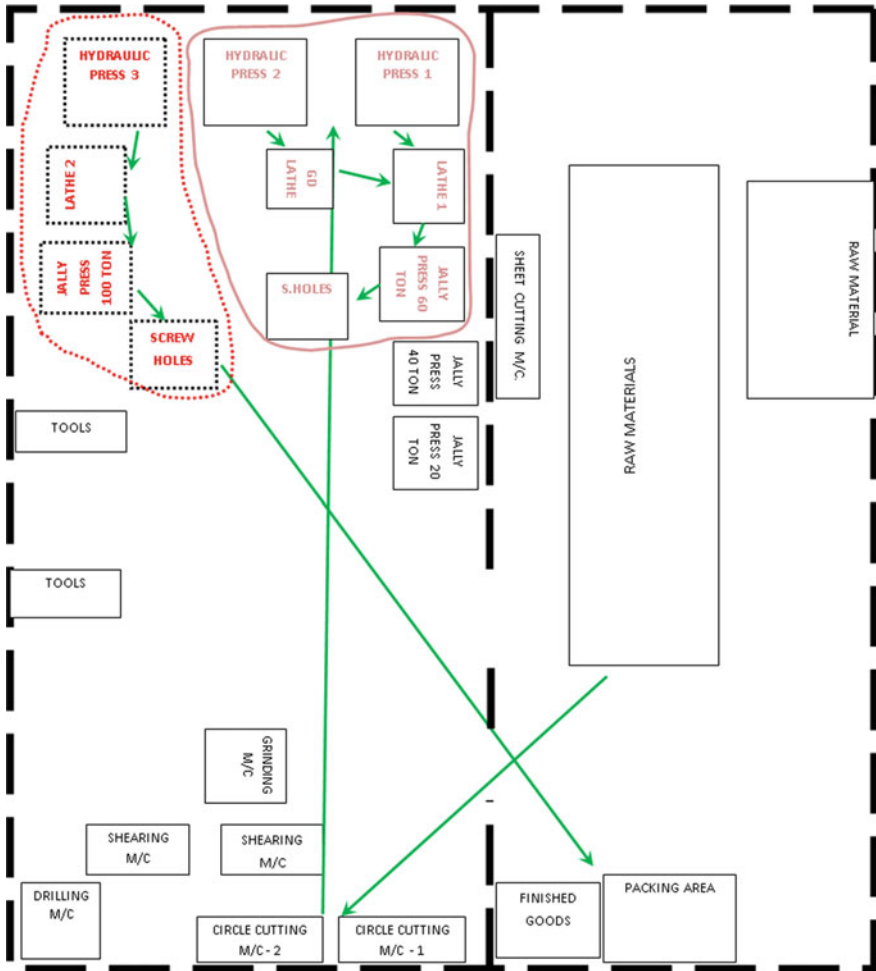 HYDRAULIC
PRESS 3
HYDRALIC
PRESS 2
HYDRALIC
PRESS 1
LATHE 2
GD
LATHE
LATHE 1
JALLY
PRESS
100 TON
S.HOLES
JALLY
PRESS 60
TON
SCREW
HOLES
JALLY
PRESS
40 TON
JALLY
PRESS 20
TON
SHEET CUTTING M/C.
RAW MATERIALS
RAW MATERIAL
TOOLS
TOOLS
GRINDING
M/C
SHEARING
M/C
SHEARING
M/C
DRILLING
M/C
CIRCLE CUTTING
M/C - 2
CIRCLE CUTTING
M/C - 1
FINISHED
GOODS
PACKING AREA